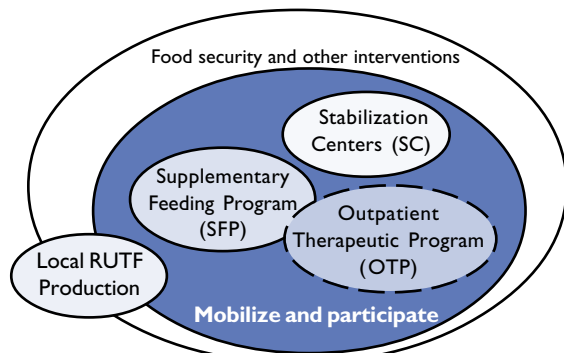 Food security and other interventions
Stabilization
Centers (SC)
Supplementary
Feeding Program
(SFP)
Outpatient
Therapeutic Program
(OTP)
Local RUTF
Production
Mobilize and participate